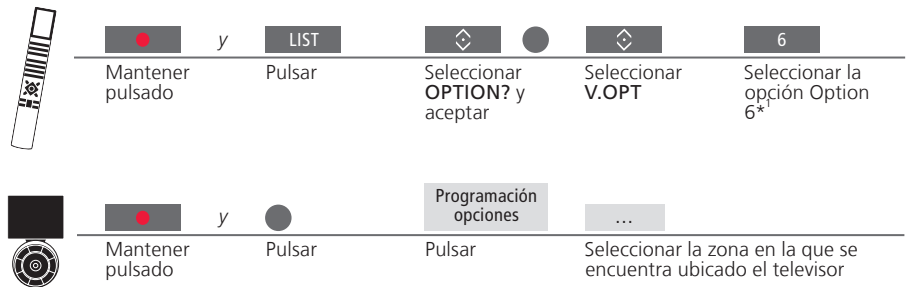 y LIST 6
Mantener pulsado
Pulsar
Seleccionar OPTION? y aceptar
Seleccionar V.OPT
Seleccionar la opción Option 6*1
y Programación opciones ...
Mantener pulsado
Pulsar
Pulsar
Seleccionar la zona en la que se encuentra ubicado el televisor